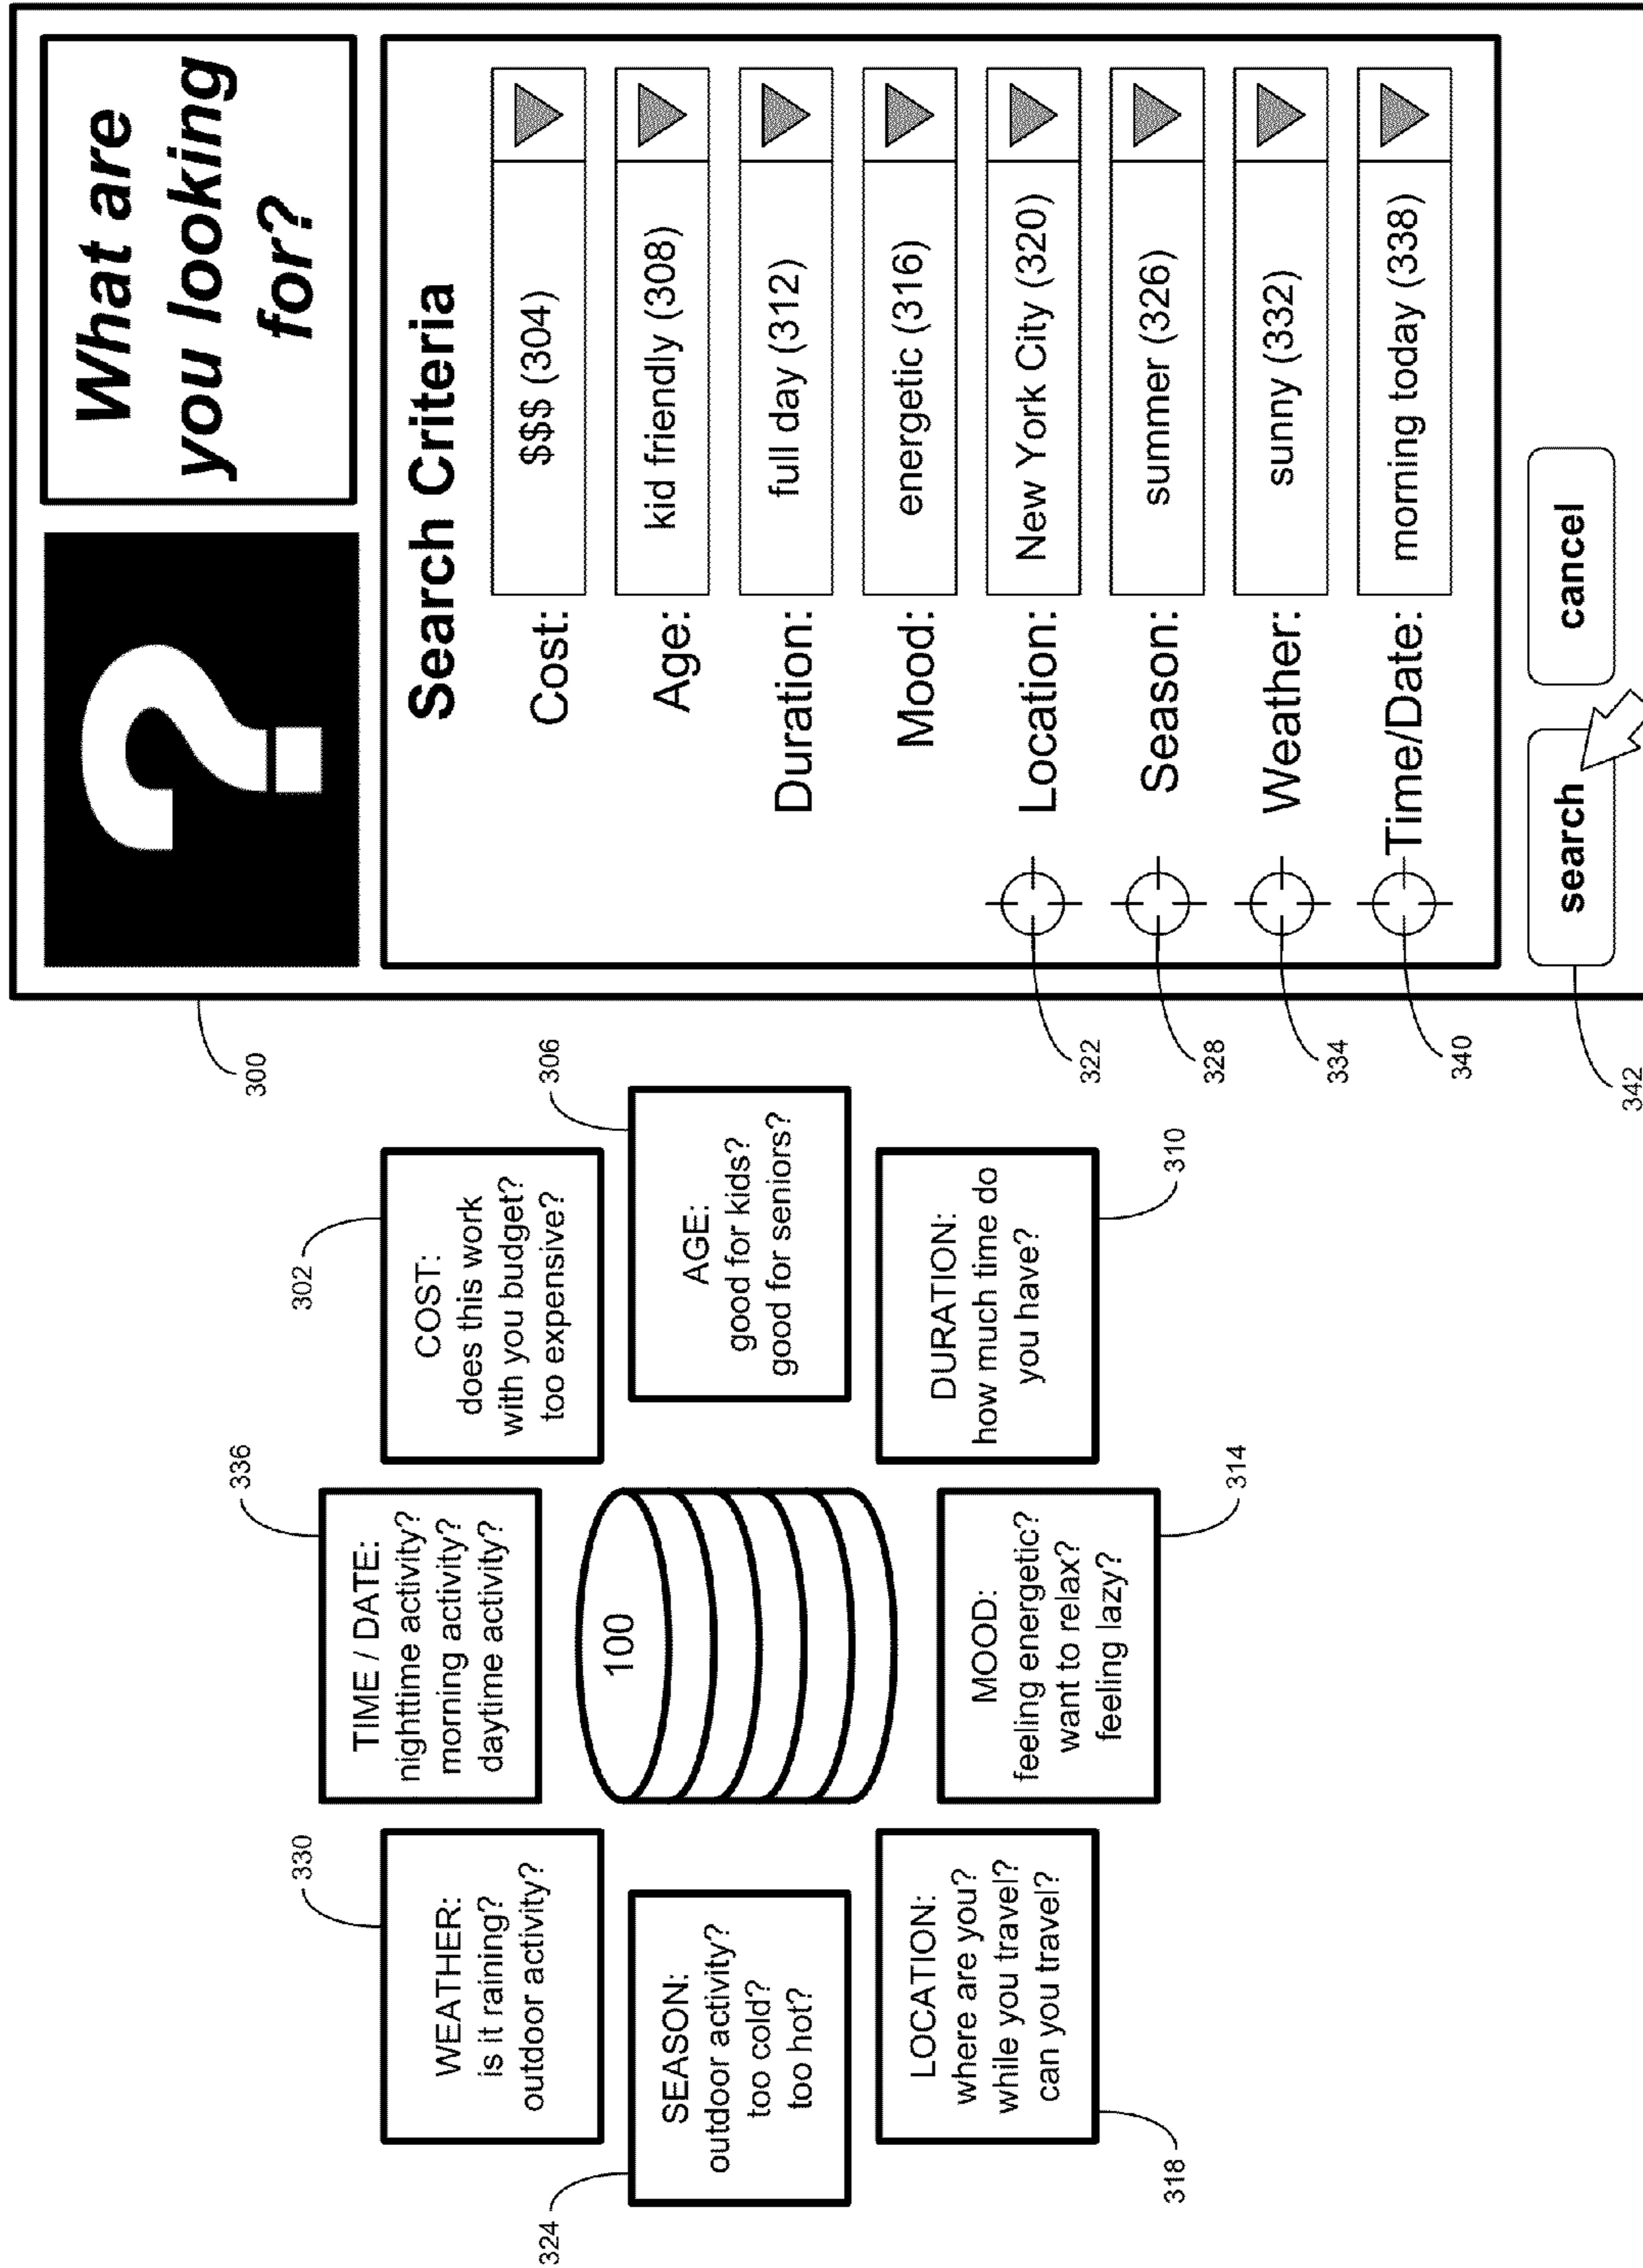 336
TIME / DATE:
nighttime activity?
morning activity?
daytime activity?
330
WEATHER:
is it raining?
outdoor activity?
302
COST:
does this work
with you budget?
too expensive?
324
SEASON:
outdoor activity?
too cold?
too hot?
100
306
AGE:
good for kids?
good for seniors?
318
LOCATION:
where are you?
while you travel?
can you travel?
314
MOOD:
feeling energetic?
want to relax?
feeling lazy?
310
DURATION:
how much time do
you have?
300
?
What are
you looking
for?
Search Criteria
Cost: $$$ (304)
Age: kid friendly (308)
Duration: full day (312)
Mood: energetic (316)
322 Location: New York City (320)
328 Season: summer (326)
334 Weather: sunny (332)
340 Time/Date: morning today (338)
342 search cancel